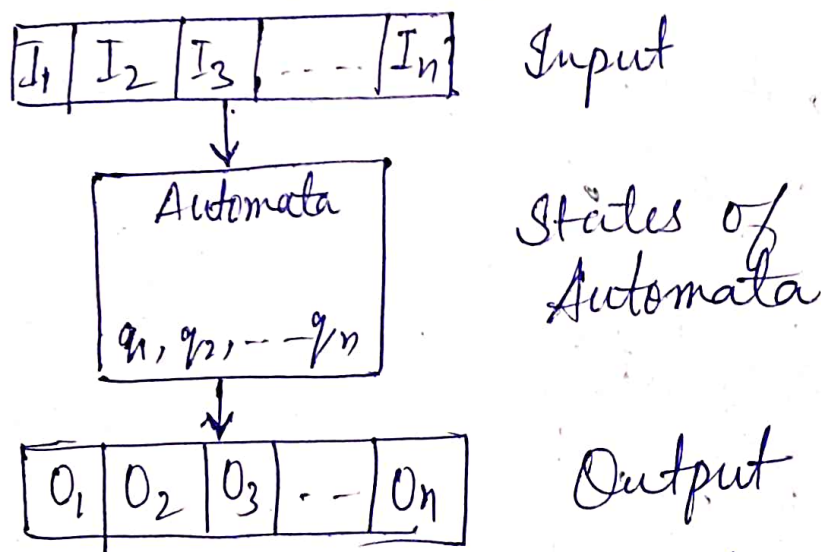 I₁ I₂ I₃ ..... Iₙ Input
Automata
States of
Automata
q₁, q₂, ---qₙ
O₁ O₂ O₃ .-- Oₙ Output